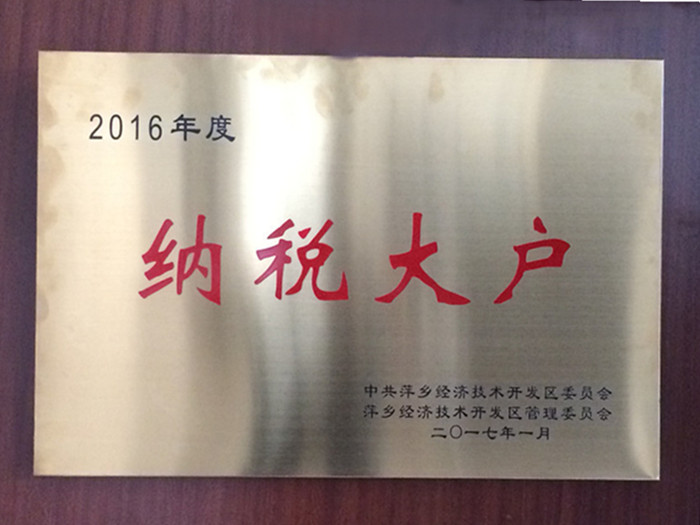 2016年度
纳税大户
中共萍乡经济技术开发区委员会
萍乡经济技术开发区管理委员会
二〇一七年一月